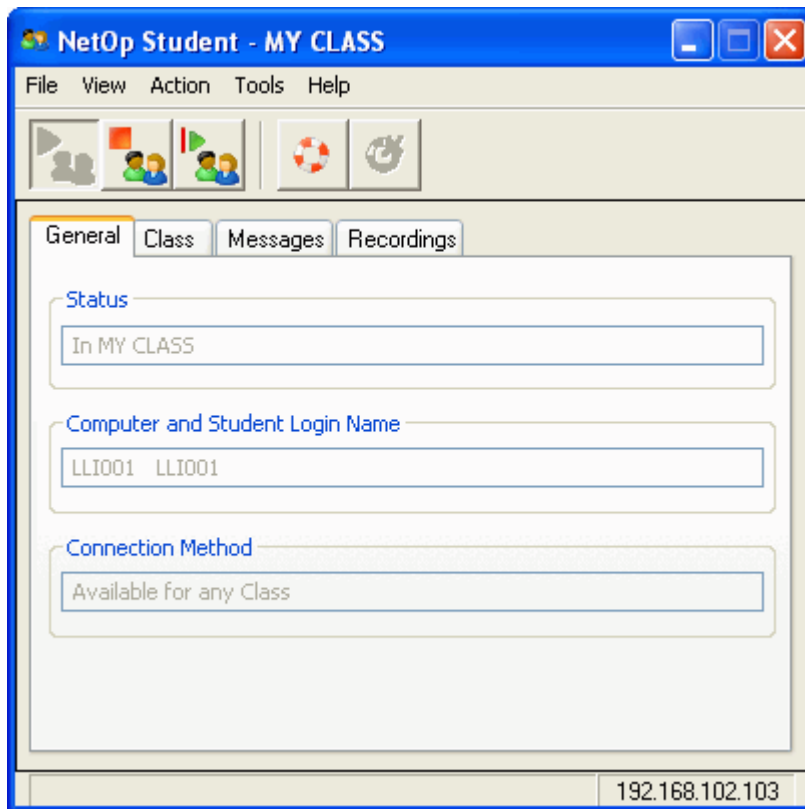 NetOp Student - MY CLASS
File View Action Tools Help
General Class Messages Recordings
Status
In MY CLASS
Computer and Student Login Name
LLI001 LLI001
Connection Method
Available for any Class
192.168.102.103